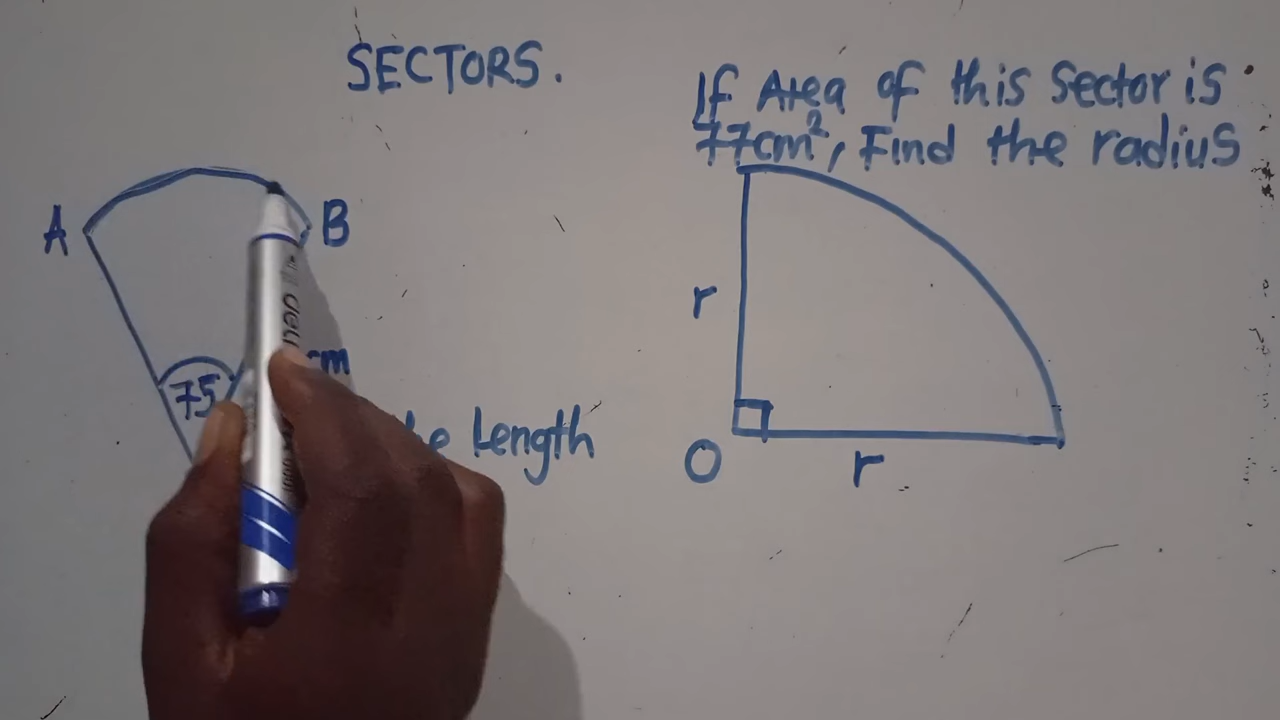 SECTORS.
A
B
75
cm
Length
If Area of this Sector is
77cm², Find the radius
r
O
r